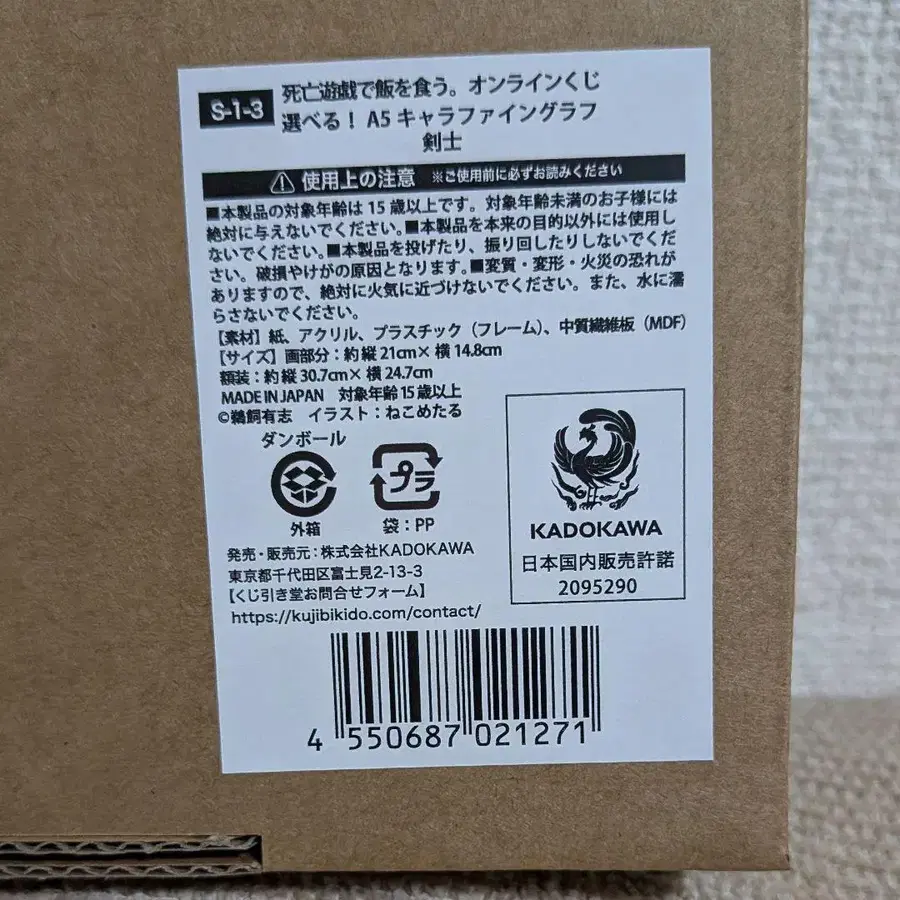 S-1-3
死亡遊戯で飯を食う。オンラインくじ
選べる！ A5 キャラファイングラフ
剣士
使用上の注意 ※ご使用前に必ずお読みください
■本製品の対象年齢は 15 歳以上です。対象年齢未満のお子様には
絶対に与えないでください。■本製品を本来の目的以外には使用し
ないでください。■本製品を投げたり、振り回したりしないでくだ
さい。破損やけがの原因となります。■変質・変形・火災の恐れが
ありますので、絶対に火気に近づけないでください。また、水に濡
らさないでください。
【素材】紙、アクリル、プラスチック（フレーム）、中質繊維板（MDF）
【サイズ】画部分：約 縦 21cm× 横 14.8cm
額装：約 縦 30.7cm× 横 24.7cm
MADE IN JAPAN 対象年齢 15 歳以上
©鵜飼有志 イラスト：ねこめたる
ダンボール
外箱
プラ
袋：PP
KADOKAWA
日本国内販売許諾
2095290
発売・販売元：株式会社KADOKAWA
東京都千代田区富士見2-13-3
【くじ引き堂お問合せフォーム】
https://kujibikido.com/contact/
4 550687 021271